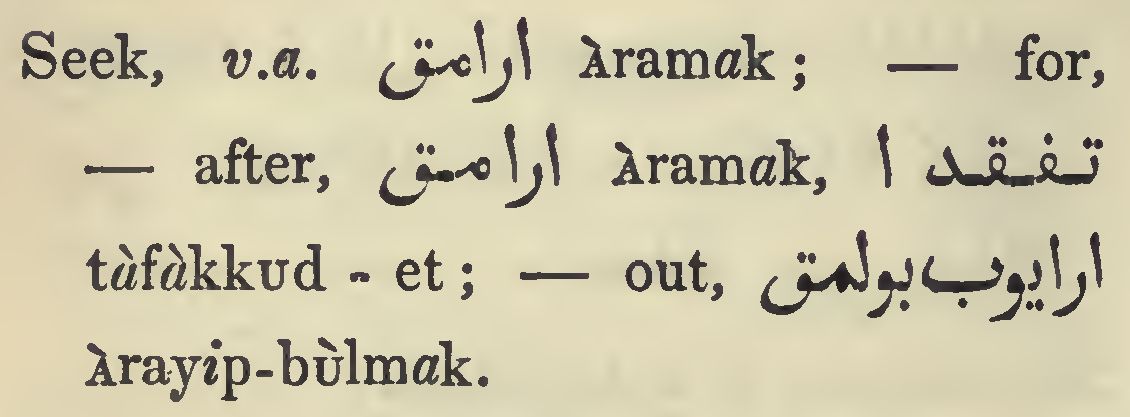 Seek, v.a. ارامق àramak; — for,
— after, ارامق àramak, تفقد ا
tàfàkkud - et; — out, ارايوب بولمق
àrayip-bùlmak.